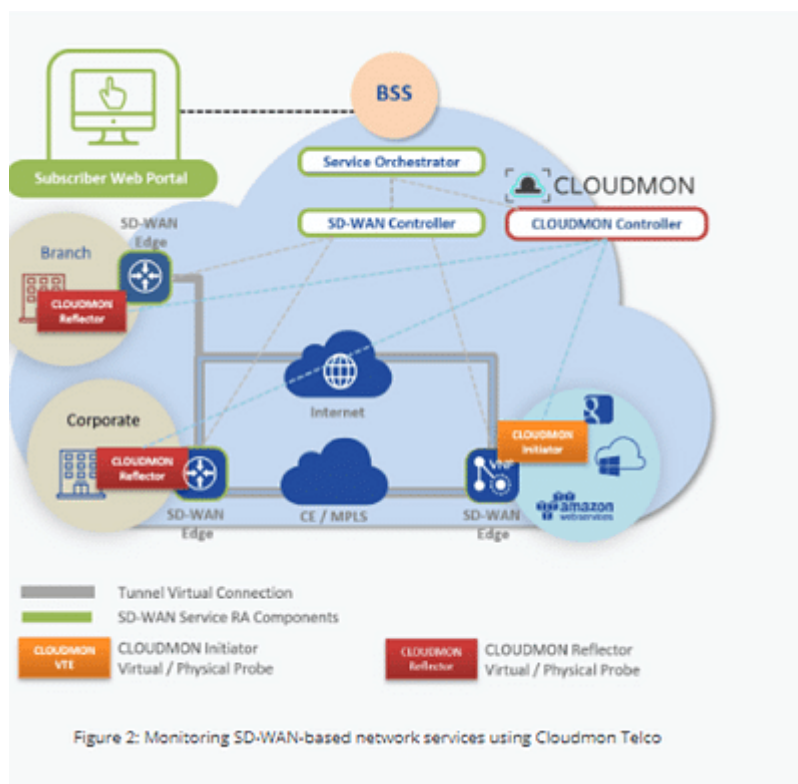 BSS
Subscriber Web Portal
Service Orchestrator
CLOUDMON
SD-WAN Controller
CLOUDMON Controller
SD-WAN
Edge
Branch
CLOUDMON
Reflector
Internet
Corporate
CLOUDMON
Reflector
CLOUDMON
Initiator
VNF
amazon
webservices
SD-WAN
Edge
CE / MPLS
SD-WAN
Edge
Tunnel Virtual Connection
SD-WAN Service RA Components
CLOUDMON
VTE
CLOUDMON Initiator
Virtual / Physical Probe
CLOUDMON
Reflector
CLOUDMON Reflector
Virtual / Physical Probe
Figure 2: Monitoring SD-WAN-based network services using Cloudmon Telco